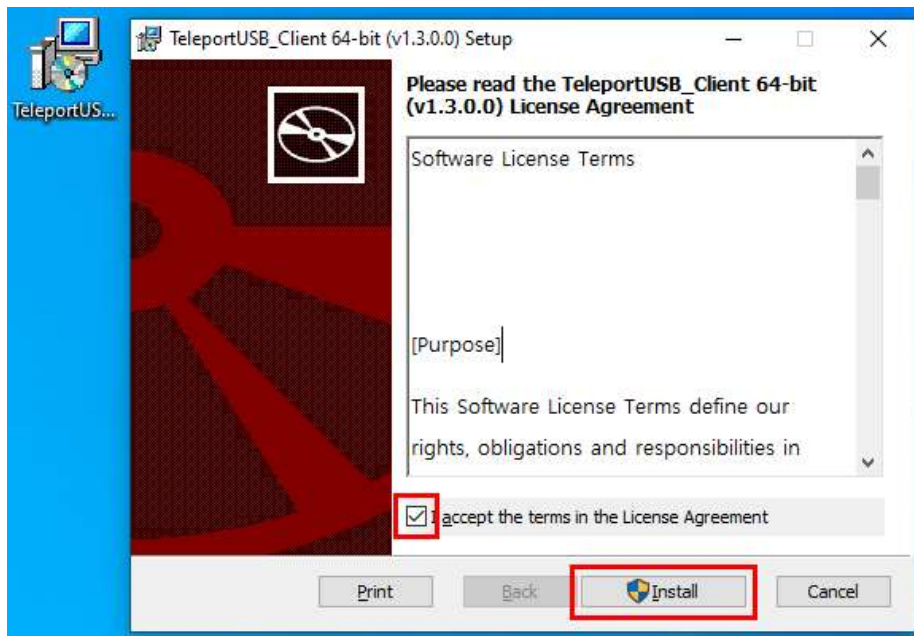 TeleportUS...
TeleportUSB_Client 64-bit (v1.3.0.0) Setup
Please read the TeleportUSB_Client 64-bit
(v1.3.0.0) License Agreement
Software License Terms
[Purpose]
This Software License Terms define our
rights, obligations and responsibilities in
I accept the terms in the License Agreement
Print
Back
Install
Cancel